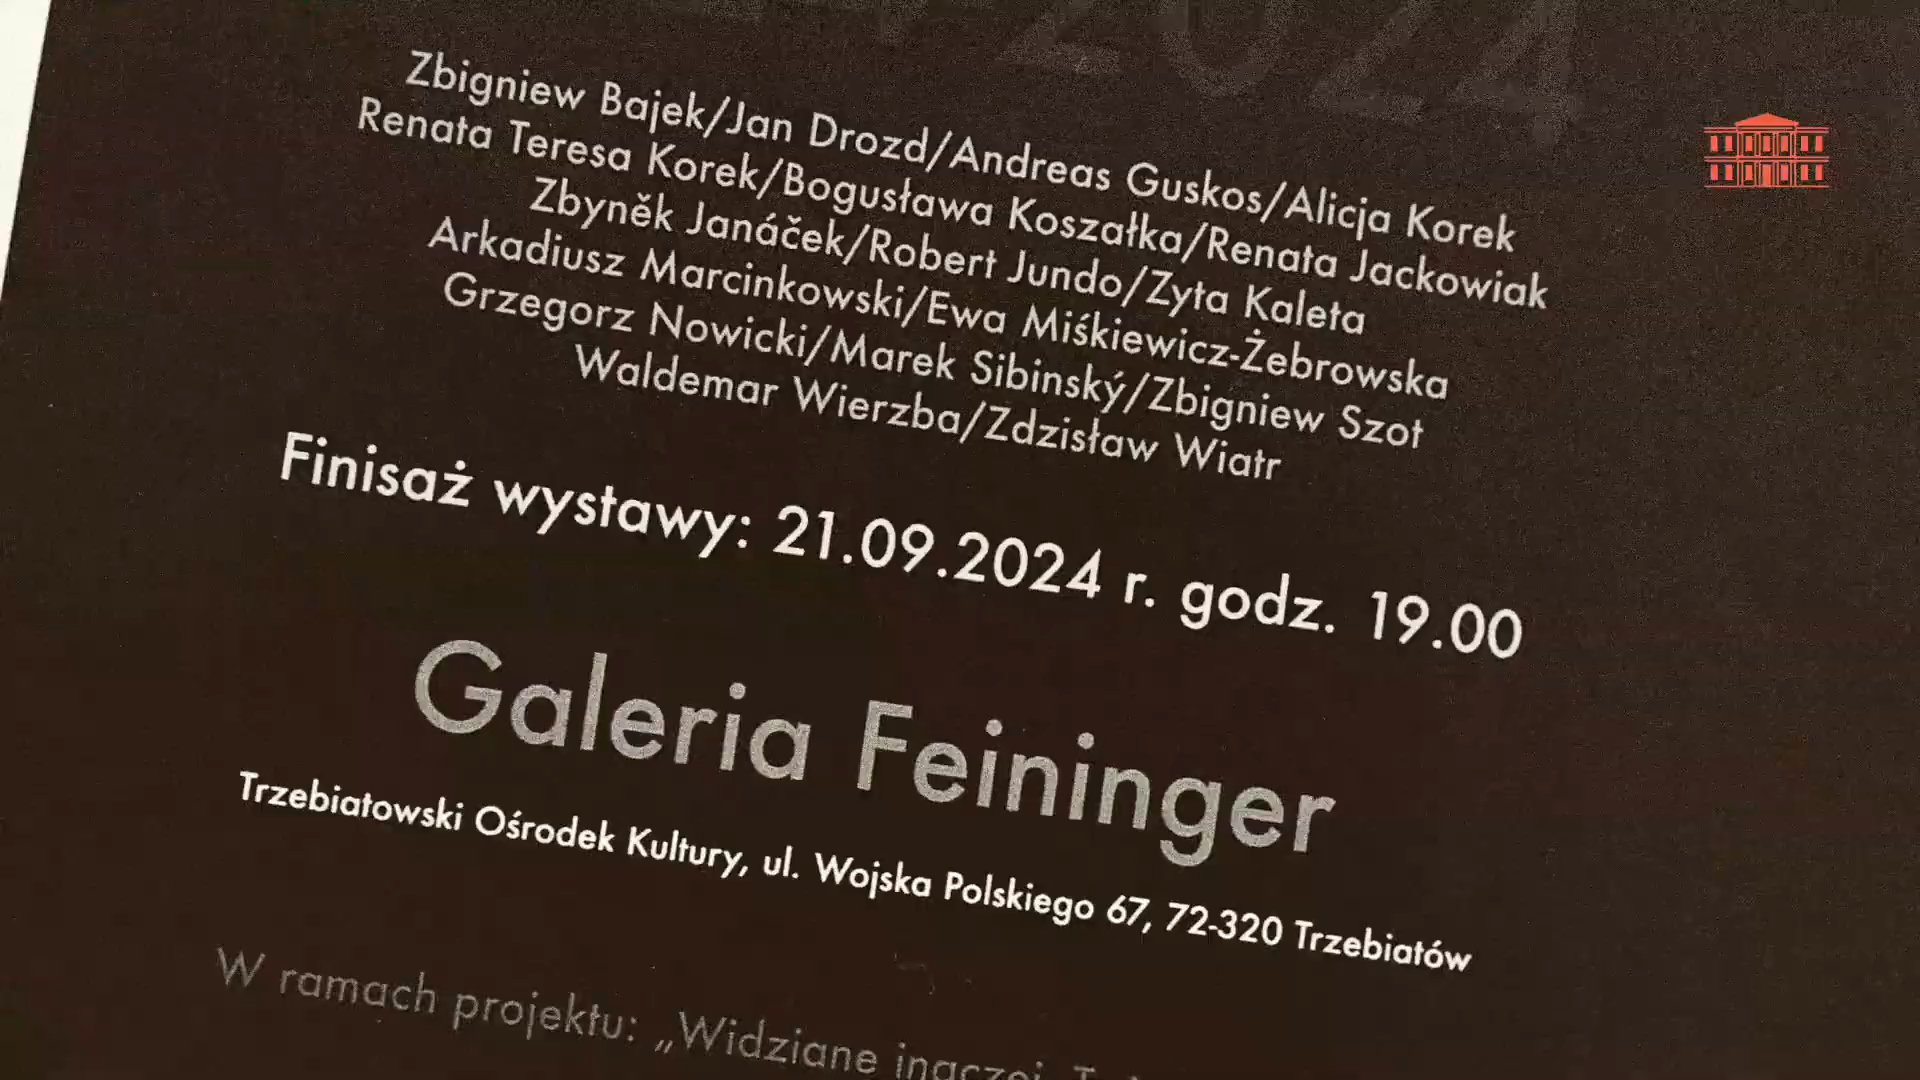 2024
Zbigniew Bajek/Jan Drozd/Andreas Guskos/Alicja Korek
Renata Teresa Korek/Bogusława Koszałka/Renata Jackowiak
Zbyněk Janáček/Robert Jundo/Zyta Kaleta
Arkadiusz Marcinkowski/Ewa Miśkiewicz-Żebrowska
Grzegorz Nowicki/Marek Sibinský/Zbigniew Szot
Waldemar Wierzba/Zdzisław Wiatr
Finisaż wystawy: 21.09.2024 r. godz. 19.00
Galeria Feininger
Trzebiatowski Ośrodek Kultury, ul. Wojska Polskiego 67, 72-320 Trzebiatów
W ramach projektu: „Widziane inaczej.